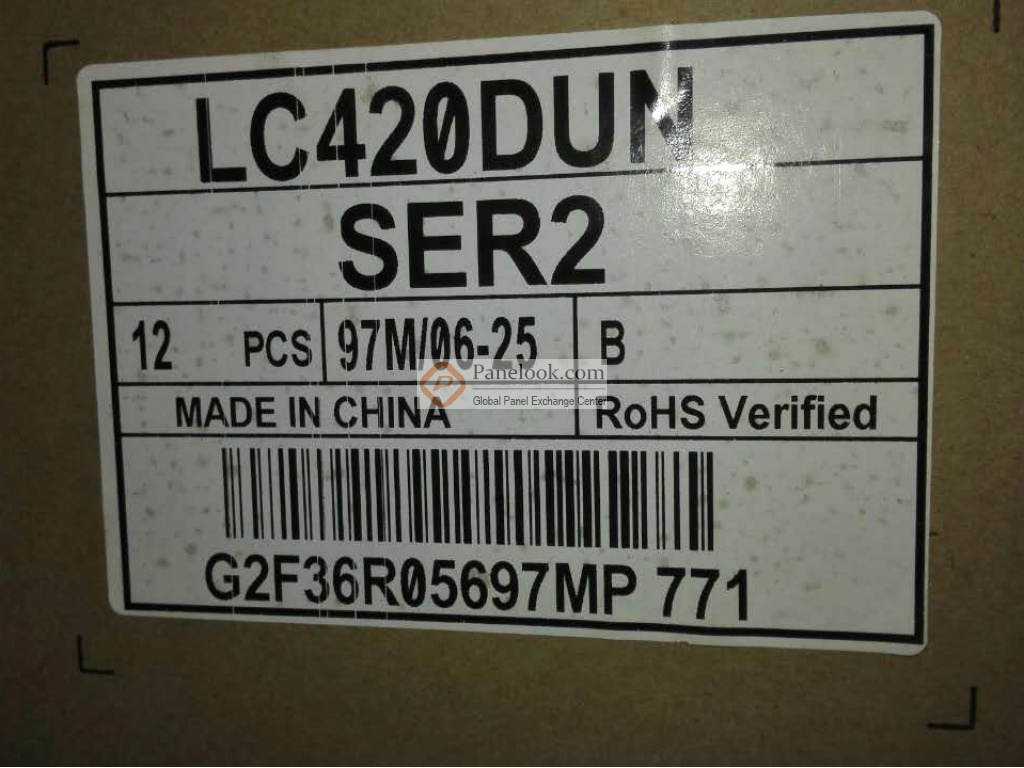 LC420DUN
SER2
12 PCS 97M/06-25 B
Panelook.com
Global Panel Exchange Center
MADE IN CHINA RoHS Verified
G2F36R05697MP 771